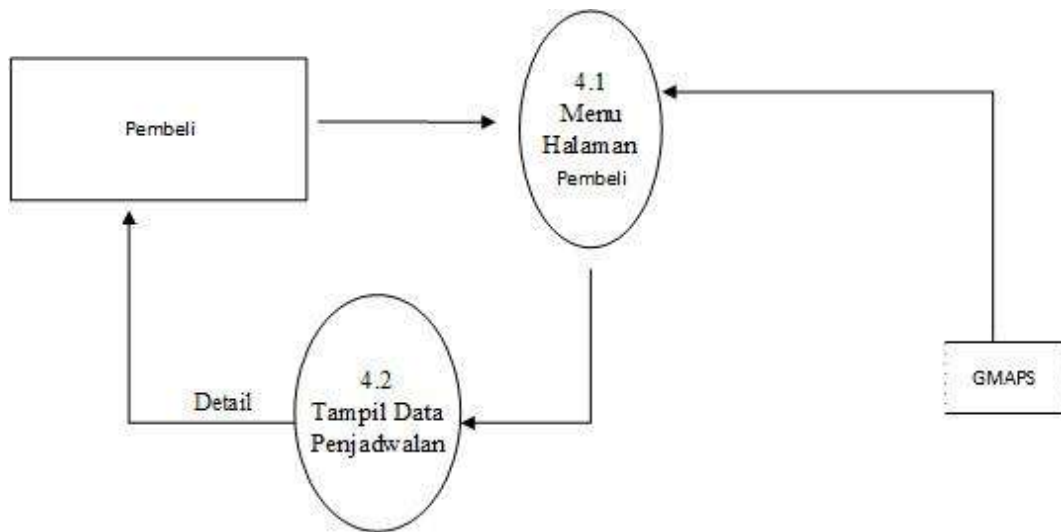 Pembeli
4.1
Menu
Halaman
Pembeli
4.2
Tampil Data
Penjadwalan
Detail
GMAPS